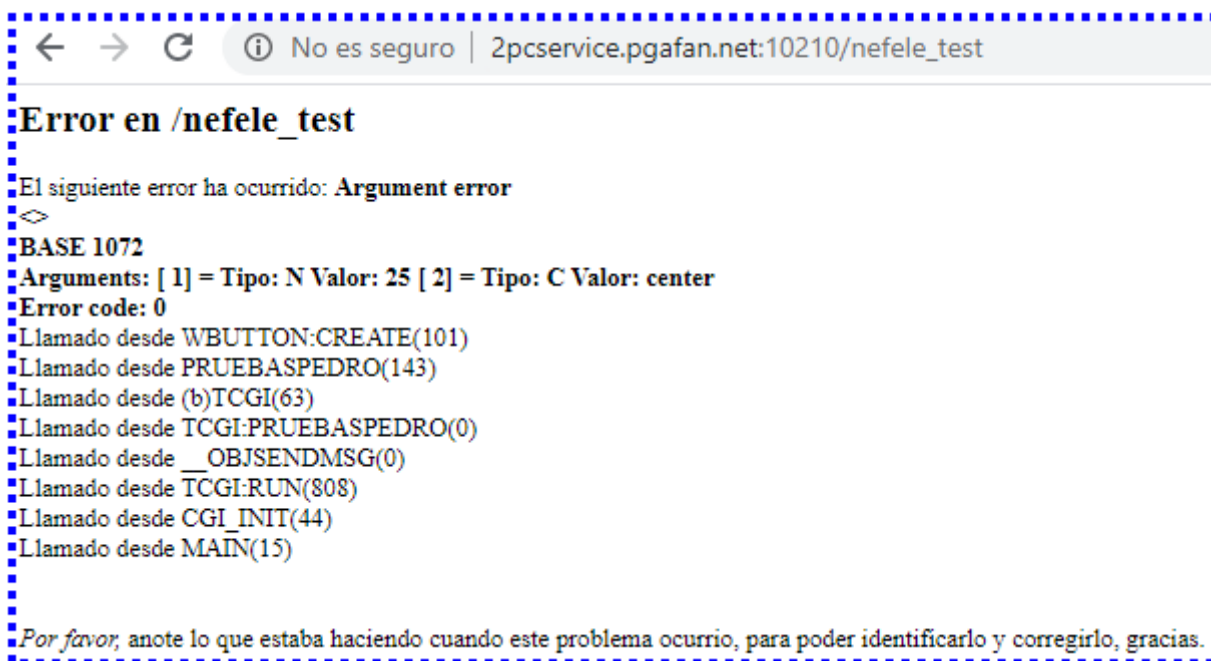 No es seguro | 2pcservice.pgafan.net:10210/nefele_test
Error en /nefele_test
El siguiente error ha ocurrido: Argument error
<>
BASE 1072
Arguments: [ 1] = Tipo: N Valor: 25 [ 2] = Tipo: C Valor: center
Error code: 0
Llamado desde WBUTTON:CREATE(101)
Llamado desde PRUEBASPEDRO(143)
Llamado desde (b)TCGI(63)
Llamado desde TCGI:PRUEBASPEDRO(0)
Llamado desde __OBJSENDMSG(0)
Llamado desde TCGI:RUN(808)
Llamado desde CGI_INIT(44)
Llamado desde MAIN(15)
Por favor, anote lo que estaba haciendo cuando este problema ocurrio, para poder identificarlo y corregirlo, gracias.